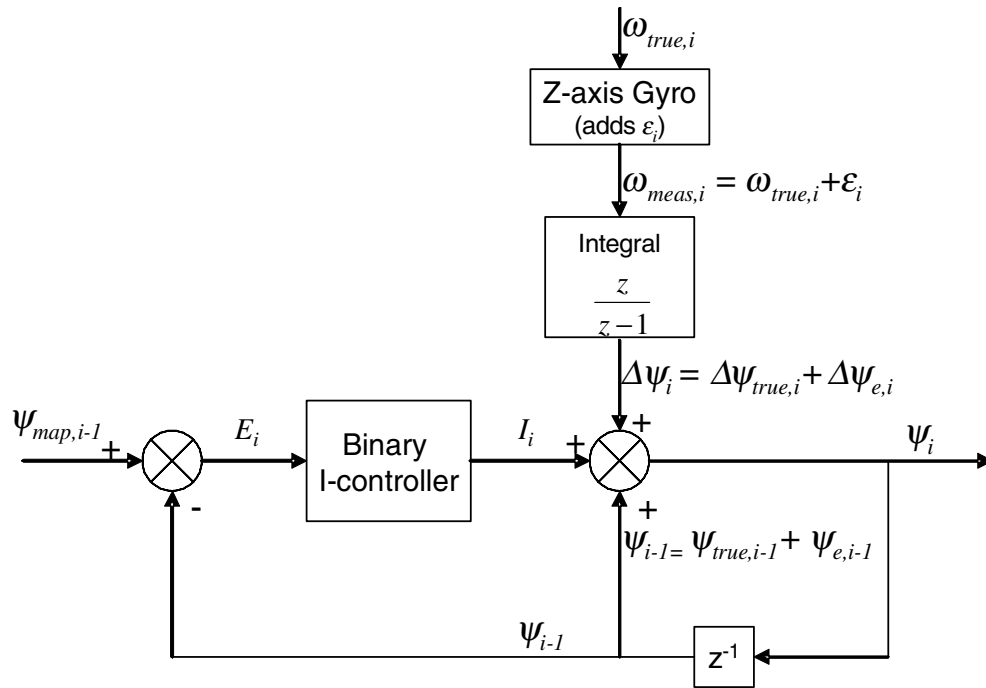 ω_true,i
Z-axis Gyro
(adds ε_i)
ω_meas,i = ω_true,i+ε_i
Integral
z
z−1
Δψ_i = Δψ_true,i+ Δψ_e,i
ψ_map,i-1
+
E_i
Binary
I-controller
I_i
+
+
ψ_i
-
+
ψ_i-1= ψ_true,i-1+ ψ_e,i-1
ψ_i-1
z⁻¹